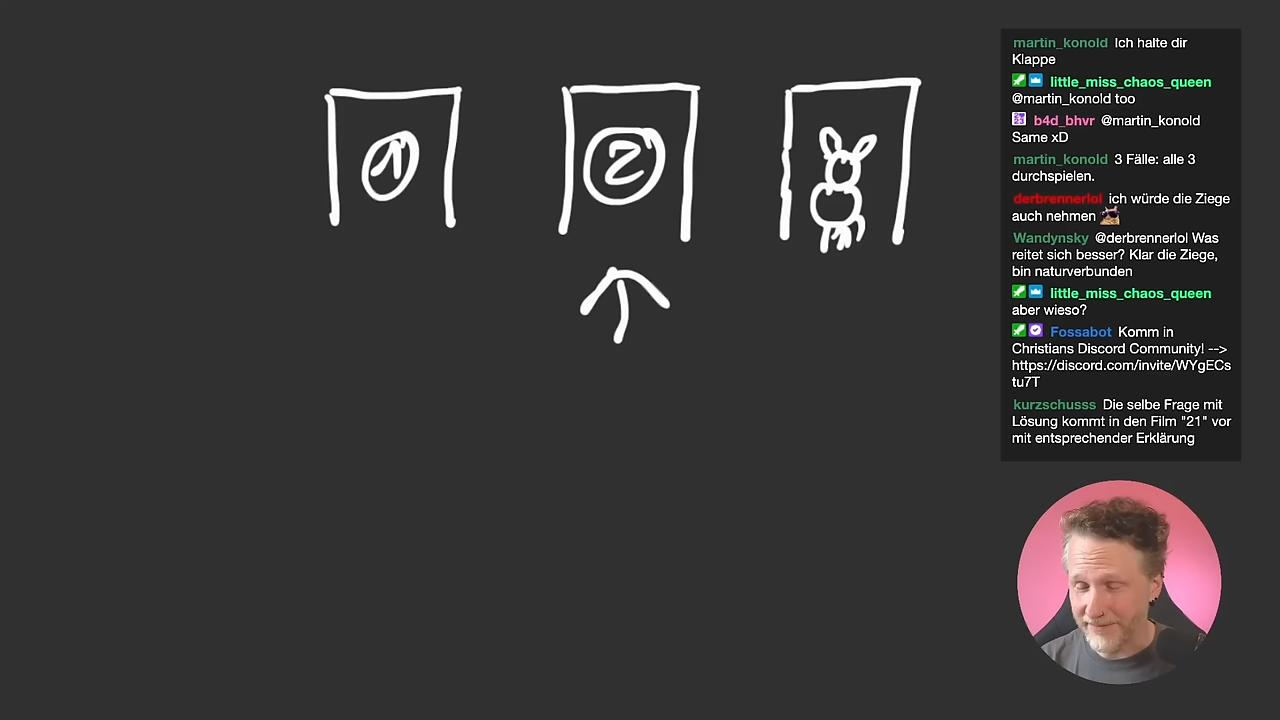 1
2
martin_konold Ich halte dir
Klappe
little_miss_chaos_queen
@martin_konold too
b4d_bhvr @martin_konold
Same xD
martin_konold 3 Fälle: alle 3
durchspielen.
derbrennerlol ich würde die Ziege
auch nehmen
Wandynsky @derbrennerlol Was
reitet sich besser? Klar die Ziege,
bin naturverbunden
little_miss_chaos_queen
aber wieso?
Fossabot Komm in
Christians Discord Community! -->
https://discord.com/invite/WYgECs
tu7T
kurzschusss Die selbe Frage mit
Lösung kommt in den Film "21" vor
mit entsprechender Erklärung